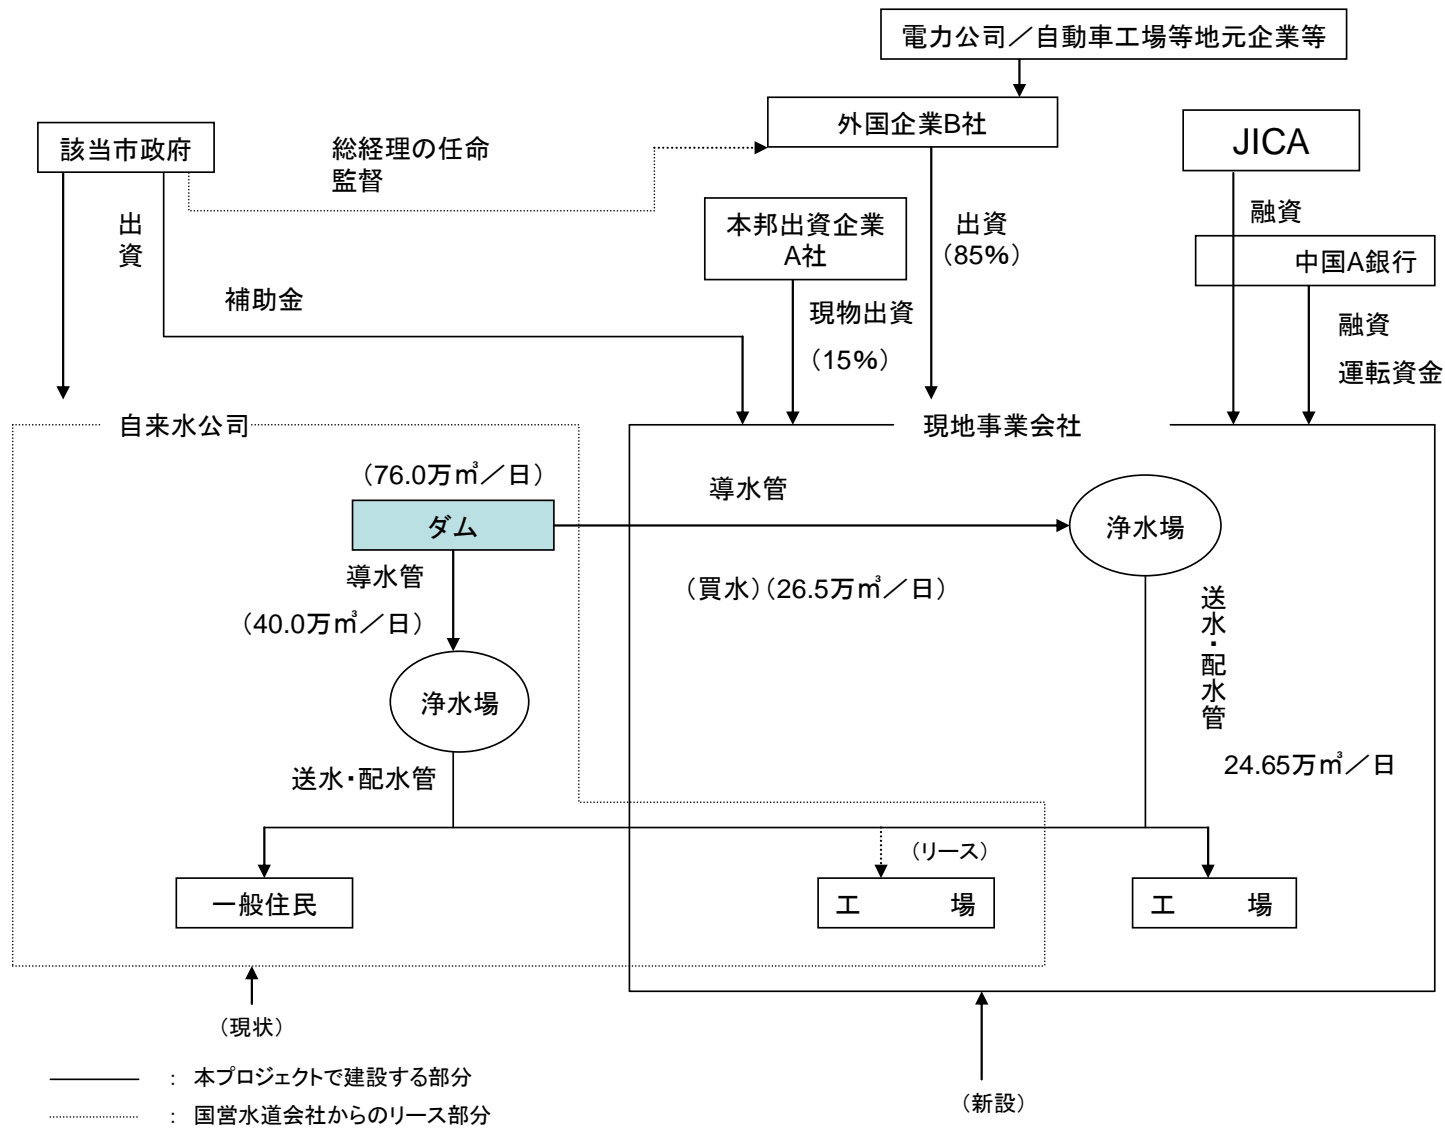 電力公司／自動車工場等地元企業等
外国企業B社
該当市政府
総経理の任命
監督
JICA
出資
本邦出資企業
A社
出資
（85%）
融資
中国A銀行
補助金
現物出資
（15%）
融資
運転資金
自来水公司
現地事業会社
（76.0万㎥／日）
導水管
ダム
浄水場
導水管
（買水）（26.5万㎥／日）
（40.0万㎥／日）
送水・配水管
浄水場
24.65万㎥／日
送水・配水管
（リース）
一般住民
工　場
工　場
（現状）
： 本プロジェクトで建設する部分
（新設）
： 国営水道会社からのリース部分